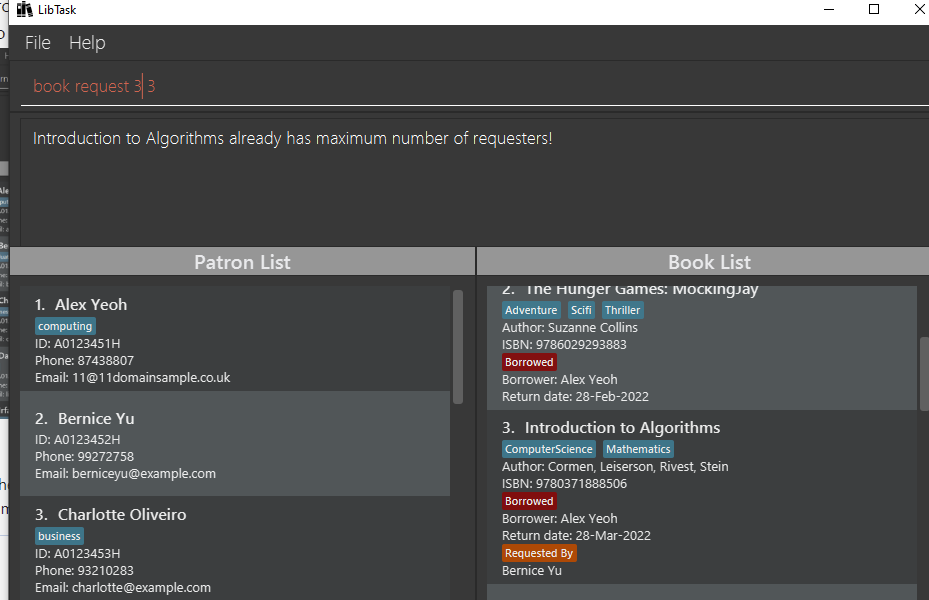 LibTask
File Help
book request 3 3
Introduction to Algorithms already has maximum number of requesters!
Patron List
1. Alex Yeoh
computing
ID: A0123451H
Phone: 87438807
Email: 11@11domainsample.co.uk
2. Bernice Yu
ID: A0123452H
Phone: 99272758
Email: berniceyu@example.com
3. Charlotte Oliveiro
business
ID: A0123453H
Phone: 93210283
Email: charlotte@example.com
Book List
2. The Hunger Games: MockingJay
Adventure Scifi Thriller
Author: Suzanne Collins
ISBN: 9786029293883
Borrowed
Borrower: Alex Yeoh
Return date: 28-Feb-2022
3. Introduction to Algorithms
ComputerScience Mathematics
Author: Cormen, Leiserson, Rivest, Stein
ISBN: 9780371888506
Borrowed
Borrower: Alex Yeoh
Return date: 28-Mar-2022
Requested By
Bernice Yu